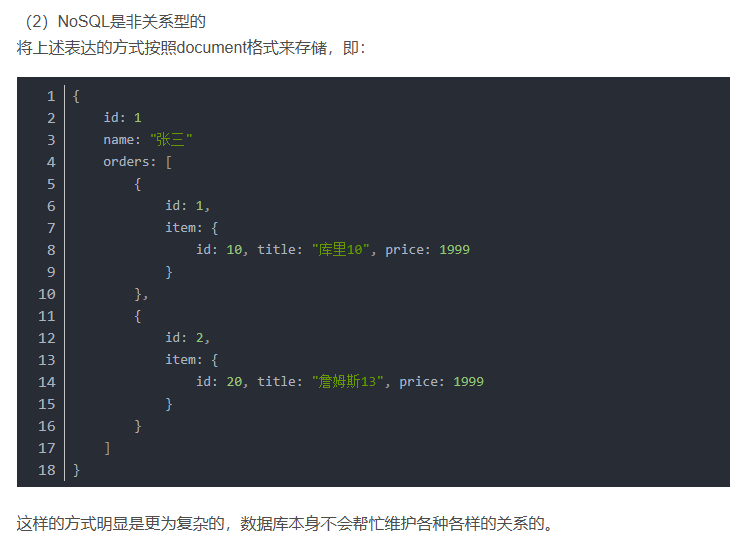 （2）NoSQL是非关系型的
将上述表达的方式按照document格式来存储，即：
1 {
2     id: 1
3     name: "张三"
4     orders: [
5         {
6             id: 1,
7             item: {
8                 id: 10, title: "库里10", price: 1999
9             }
10         },
11         {
12             id: 2,
13             item: {
14                 id: 20, title: "詹姆斯13", price: 1999
15             }
16         }
17     ]
18 }
这样的方式明显是更为复杂的，数据库本身不会帮忙维护各种各样的关系的。